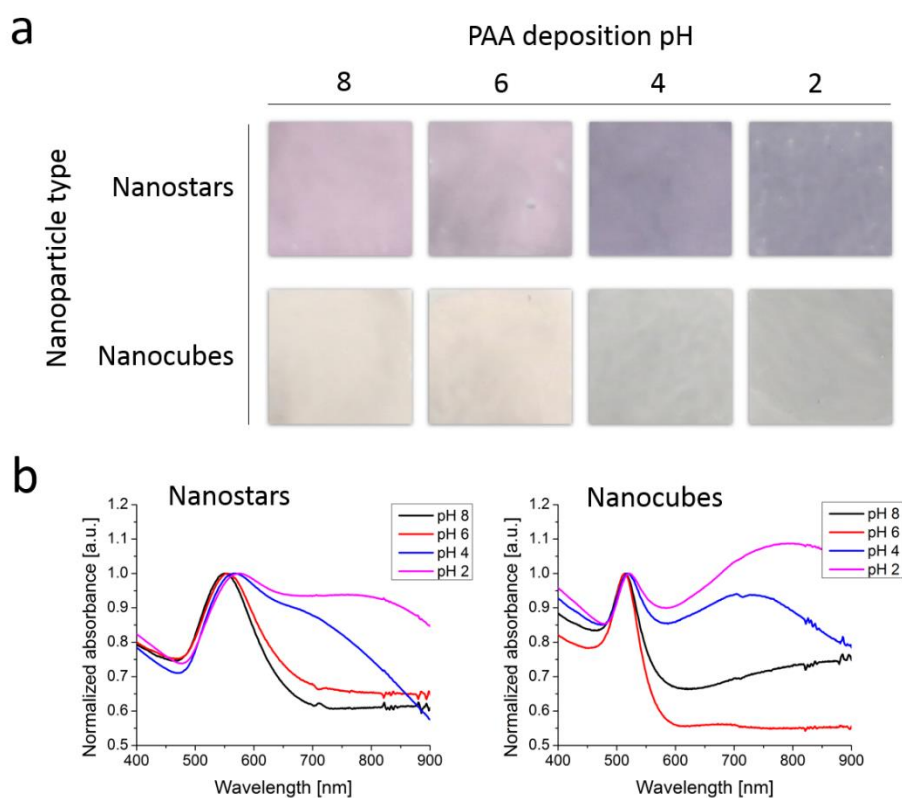 a
PAA deposition pH
8 6 4 2
Nanoparticle type
Nanostars
Nanocubes
b
Nanostars
pH 8
pH 6
pH 4
pH 2
Normalized absorbance [a.u.]
1.2
1.1
1.0
0.9
0.8
0.7
0.6
0.5
400 500 600 700 800 900
Wavelength [nm]
Nanocubes
pH 8
pH 6
pH 4
pH 2
Normalized absorbance [a.u.]
1.2
1.1
1.0
0.9
0.8
0.7
0.6
0.5
400 500 600 700 800 900
Wavelength [nm]